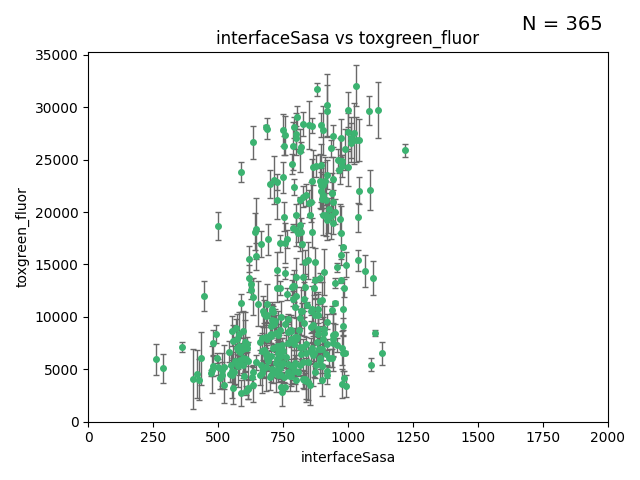 N = 365
interfaceSasa vs toxgreen_fluor
35000
30000
25000
20000
15000
10000
5000
0
toxgreen_fluor
0 250 500 750 1000 1250 1500 1750 2000
interfaceSasa